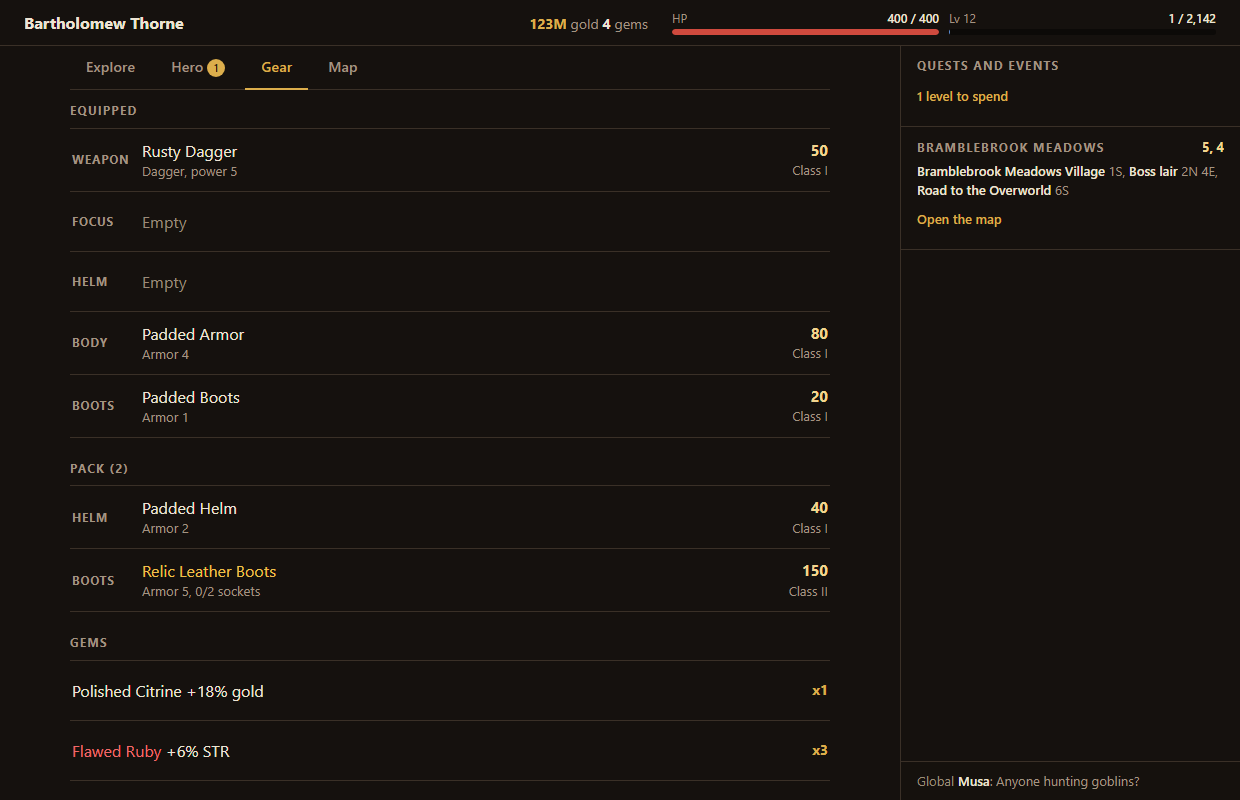 Bartholomew Thorne
123M gold 4 gems
HP 400 / 400
Lv 12 1 / 2,142
Explore
Hero 1
Gear
Map
EQUIPPED
WEAPON
Rusty Dagger
Dagger, power 5
50
Class I
FOCUS
Empty
HELM
Empty
BODY
Padded Armor
Armor 4
80
Class I
BOOTS
Padded Boots
Armor 1
20
Class I
PACK (2)
HELM
Padded Helm
Armor 2
40
Class I
BOOTS
Relic Leather Boots
Armor 5, 0/2 sockets
150
Class II
GEMS
Polished Citrine +18% gold
x1
Flawed Ruby +6% STR
x3
QUESTS AND EVENTS
1 level to spend
BRAMBLEBROOK MEADOWS 5, 4
Bramblebrook Meadows Village 1S, Boss lair 2N 4E,
Road to the Overworld 6S
Open the map
Global Musa: Anyone hunting goblins?